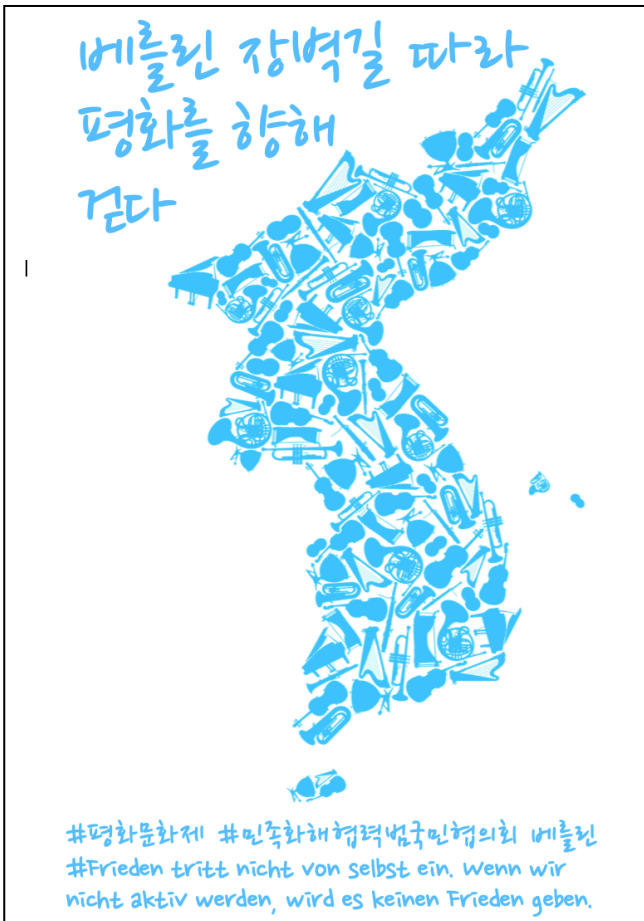 베를린 장벽길 따라
평화를 향해
걷다
#평화문화제 #민족화해협력범국민협의회 베를린
#Frieden tritt nicht von selbst ein. Wenn wir
nicht aktiv werden, wird es keinen Frieden geben.